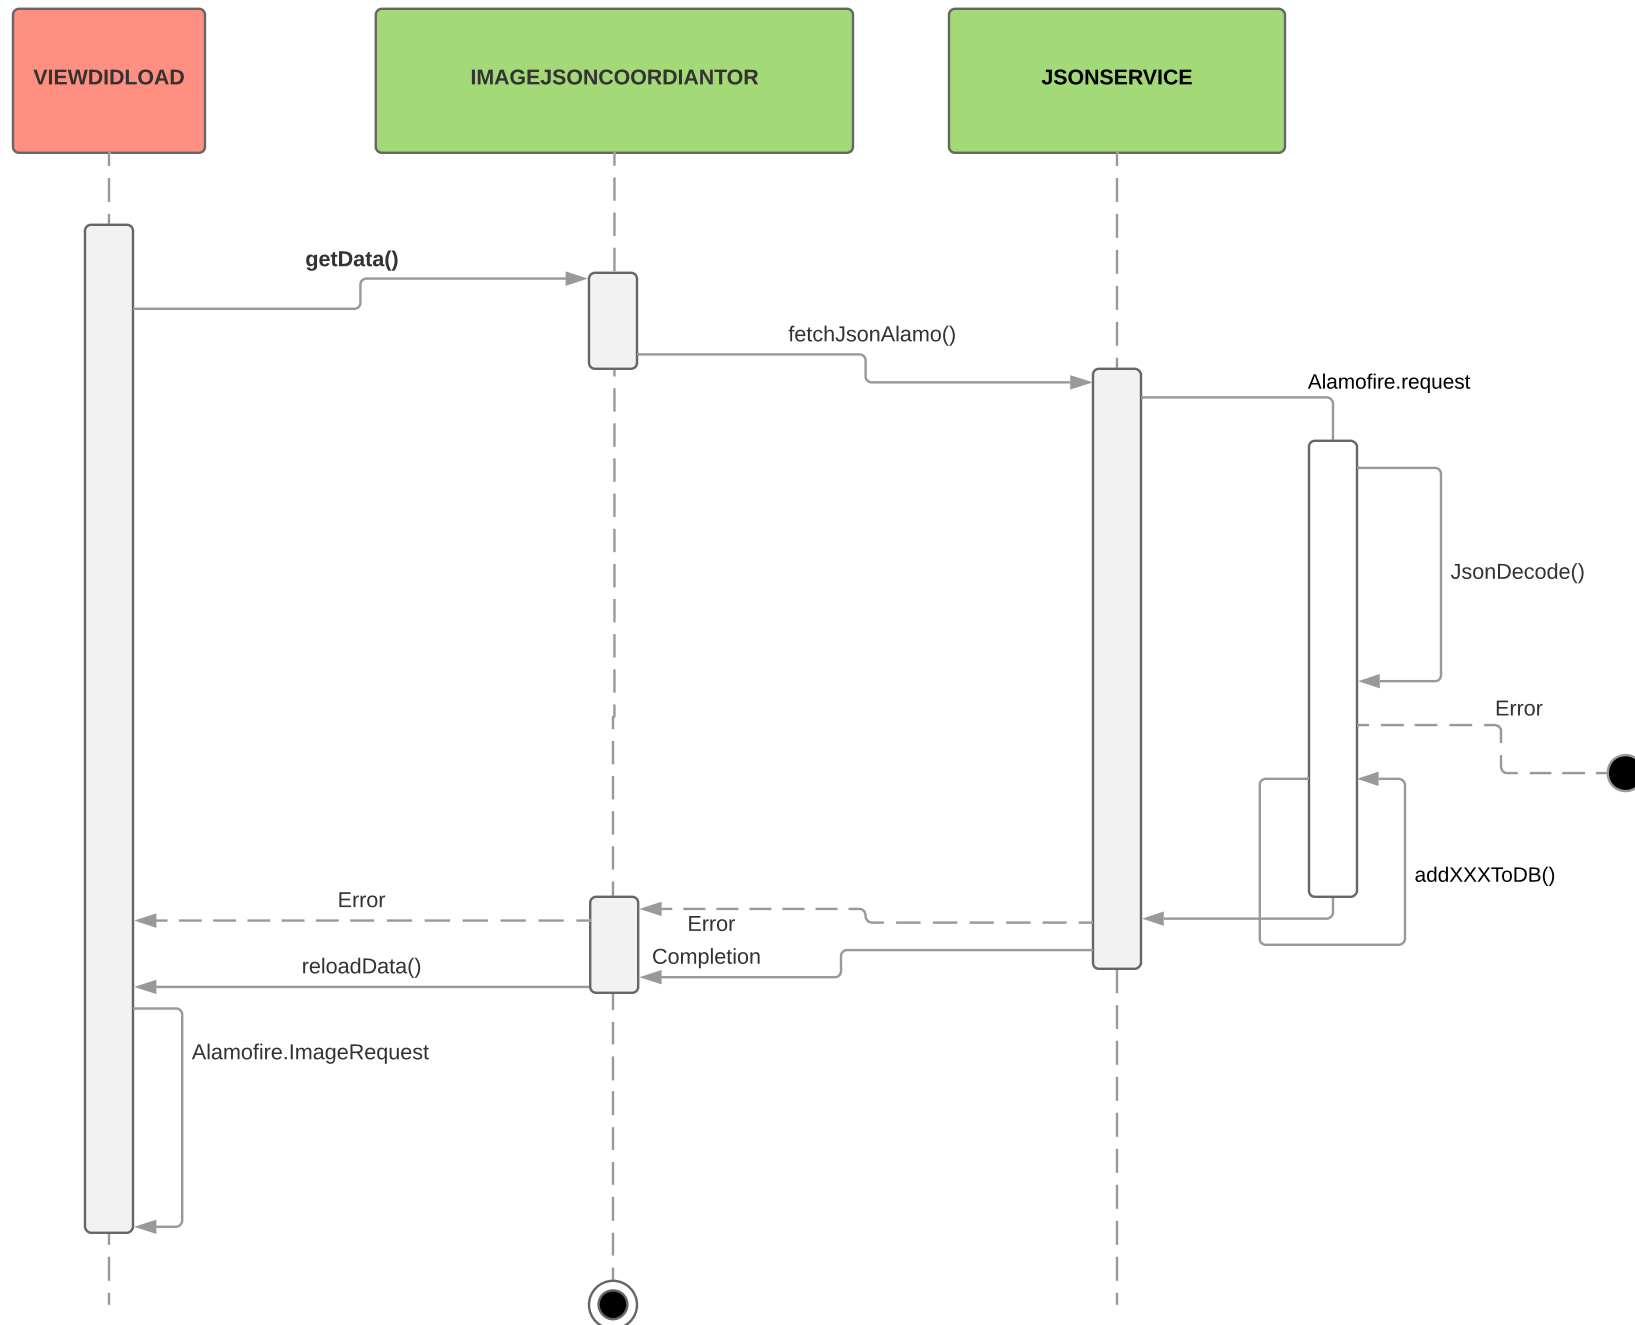 VIEWDIDLOAD
IMAGEJSONCOORDIANTOR
JSONSERVICE
getData()
fetchJsonAlamo()
Alamofire.request
JsonDecode()
Error
addXXXToDB()
Error
Error
Completion
reloadData()
Alamofire.ImageRequest